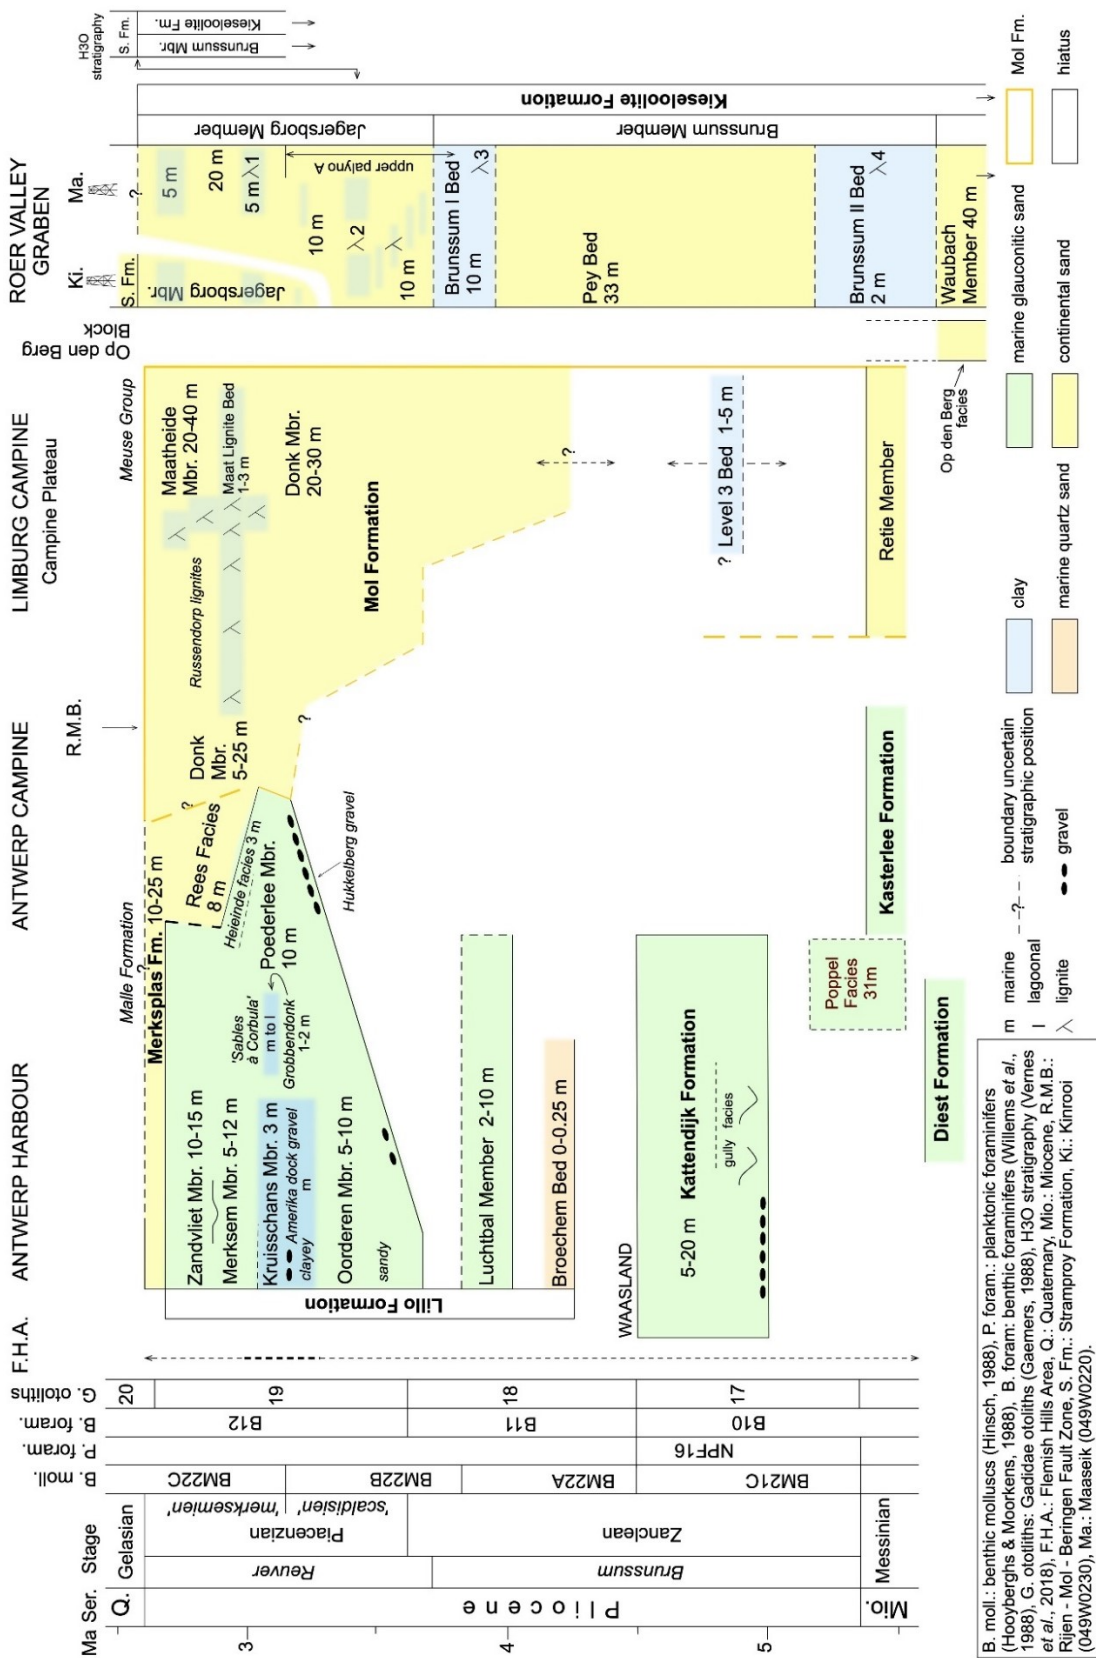 F.H.A.
ANTWERP HARBOUR
ANTWERP CAMPINE
LIMBURG CAMPINE
Campine Plateau
ROER VALLEY
GRABEN
Op den Berg
Block
Ki.
Ma.
R.M.B.
H3O
stratigraphy
S. Fm.
Brunssum Mbr.
Kieseloolite Fm.
Ma
Ser.
Stage
B. moll.
P. foram.
B. foram.
G. otoliths
3
4
5
Q.
Pliocene
Mio.
Reuver
Brunssum
Gelasian
Piacenzian
Zanclean
Messinian
'merksemien'
'scaldisien'
BM22C
BM22B
BM22A
BM21C
NPF16
B12
B11
B10
20
19
18
17
Malle Formation
?
Merksplas Fm. 10-25 m
Lillo Formation
Zandvliet Mbr. 10-15 m
Merksem Mbr. 5-12 m
Kruisschans Mbr. 3 m
Amerika dock gravel
clayey
m
Oorderen Mbr. 5-10 m
sandy
'Sables
à Corbula'
m to l
Grobbendonk
1-2 m
Poederlee Mbr.
10 m
Heieinde facies 3 m
Rees Facies
8 m
?
Hukkelberg gravel
?
Luchtbal Member 2-10 m
Broechem Bed 0-0.25 m
WAASLAND
5-20 m Kattendijk Formation
gully facies
Poppel
Facies
31m
Kasterlee Formation
Diest Formation
Meuse Group
Donk
Mbr.
5-25 m
Russendorp lignites
Maatheide
Mbr. 20-40 m
Maat Lignite Bed
1-3 m
Donk Mbr.
20-30 m
Mol Formation
?
? Level 3 Bed 1-5 m
Retie Member
Op den Berg
facies
S. Fm.
?
Jagersborg
Mbr.
5 m
20 m
5 m 1
10 m
2
10 m
upper palyno A
Brunssum I Bed
10 m
3
Pey Bed
33 m
Brunssum II Bed
2 m
4
Waubach
Member 40 m
Jagersborg Member
Brunssum Member
Kieseloolite Formation
B. moll.: benthic molluscs (Hinsch, 1988), P. foram.: planktonic foraminifers
(Hooyberghs & Moorkens, 1988), B. foram: benthic foraminifers (Willems et al.,
1988), G. otoliths: Gadidae otoliths (Gaemers, 1988), H3O stratigraphy (Vernes
et al., 2018), F.H.A.: Flemish Hills Area, Q.: Quaternary, Mio.: Miocene, R.M.B.:
Rijen - Mol - Beringen Fault Zone, S. Fm.: Stramproy Formation, Ki.: Kinrooi
(049W0230), Ma.: Maaseik (049W0220).
m marine
l lagoonal
lignite
-?- boundary uncertain
stratigraphic position
gravel
clay
marine quartz sand
marine glauconitic sand
continental sand
Mol Fm.
hiatus